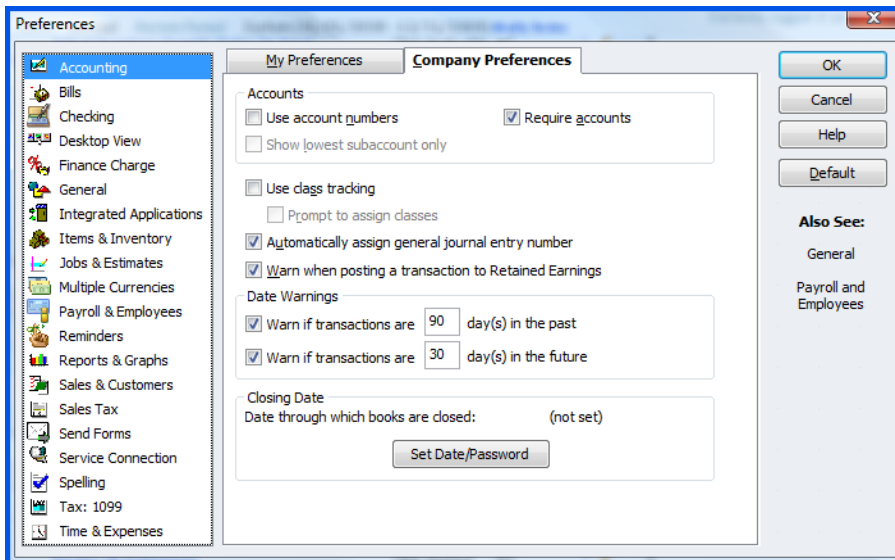 Preferences
Accounting
Bills
Checking
Desktop View
Finance Charge
General
Integrated Applications
Items & Inventory
Jobs & Estimates
Multiple Currencies
Payroll & Employees
Reminders
Reports & Graphs
Sales & Customers
Sales Tax
Send Forms
Service Connection
Spelling
Tax: 1099
Time & Expenses
My Preferences
Company Preferences
Accounts
Use account numbers
Require accounts
Show lowest subaccount only
Use class tracking
Prompt to assign classes
Automatically assign general journal entry number
Warn when posting a transaction to Retained Earnings
Date Warnings
Warn if transactions are 90 day(s) in the past
Warn if transactions are 30 day(s) in the future
Closing Date
Date through which books are closed: (not set)
Set Date/Password
OK
Cancel
Help
Default
Also See:
General
Payroll and
Employees